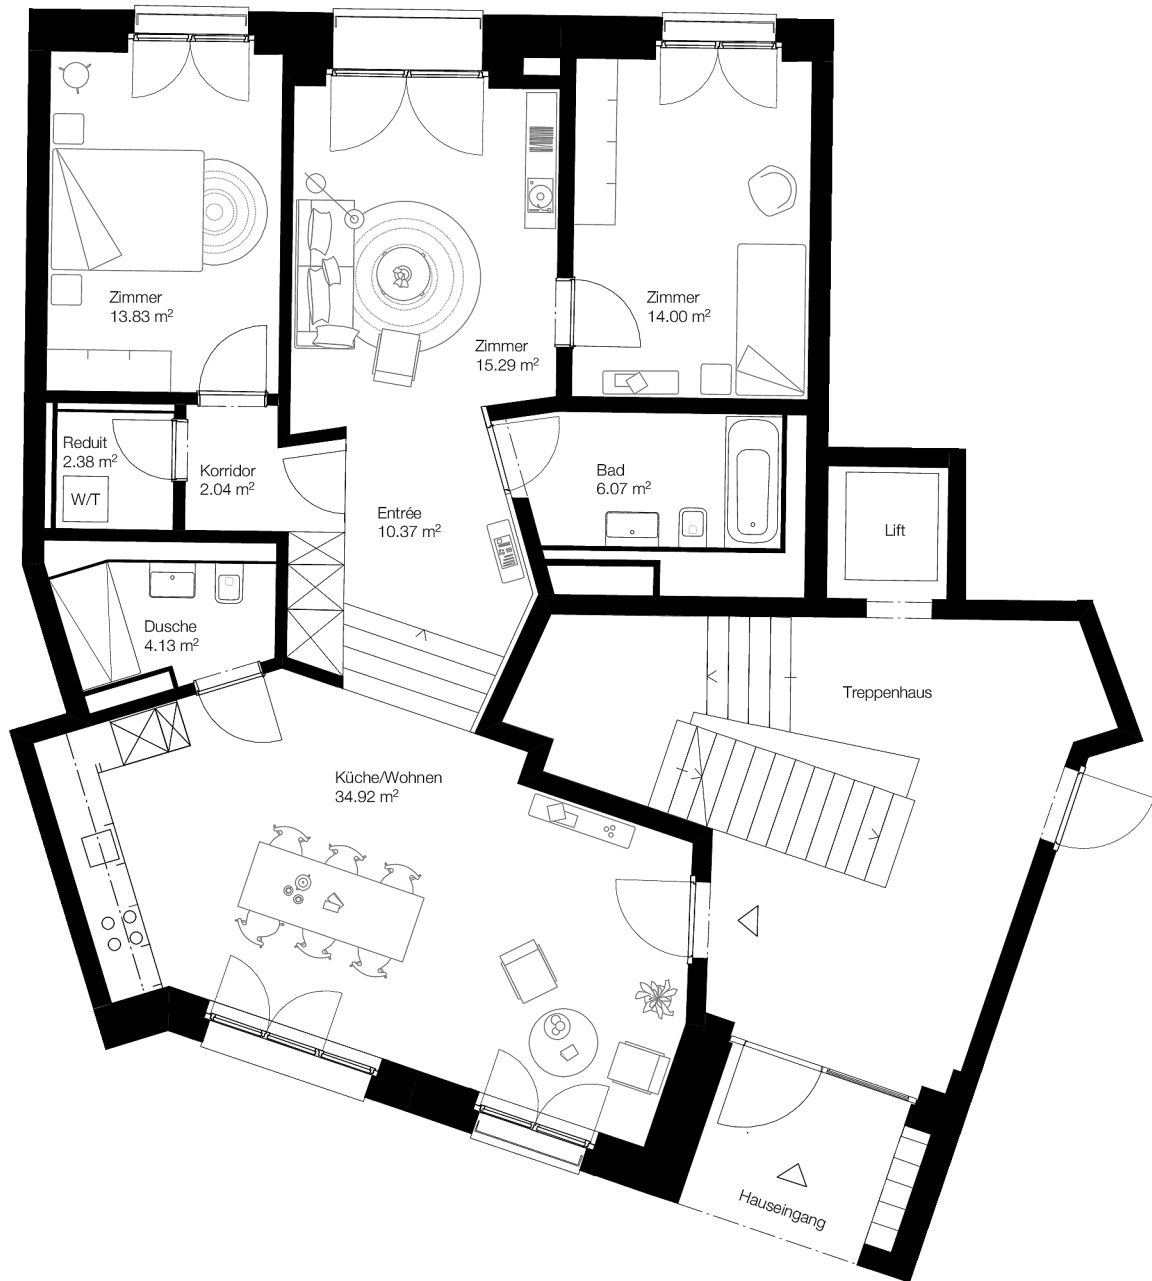 Zimmer
13.83 m²
Zimmer
15.29 m²
Zimmer
14.00 m²
Reduit
2.38 m²
W/T
Korridor
2.04 m²
Entrée
10.37 m²
Bad
6.07 m²
Lift
Dusche
4.13 m²
Treppenhaus
Küche/Wohnen
34.92 m²
Hauseingang